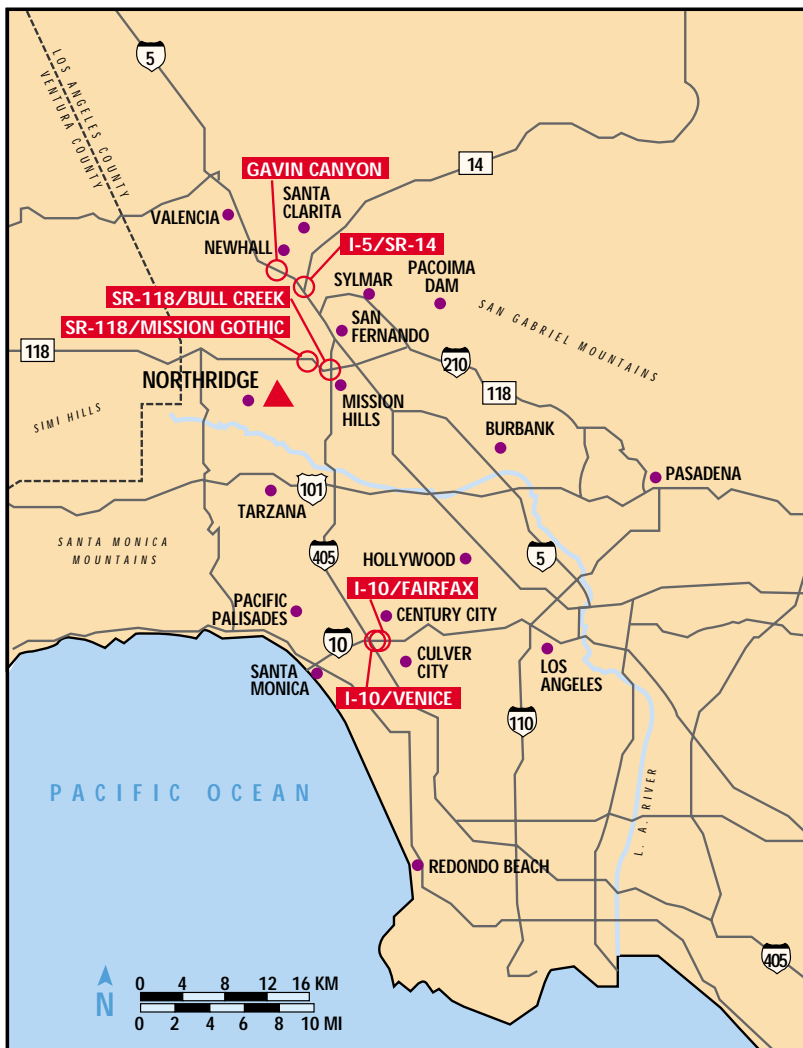 5
LOS ANGELES COUNTY
VENTURA COUNTY
14
GAVIN CANYON
SANTA
CLARITA
VALENCIA
NEWHALL
I-5/SR-14
SYLMAR
PACOIMA
DAM
SR-118/BULL CREEK
SAN
FERNANDO
SR-118/MISSION GOTHIC
SAN GABRIEL MOUNTAINS
118
210
118
NORTHRIDGE
MISSION
HILLS
SIMI HILLS
BURBANK
PASADENA
101
TARZANA
SANTA MONICA
MOUNTAINS
405
HOLLYWOOD
5
I-10/FAIRFAX
PACIFIC
PALISADES
CENTURY CITY
10
CULVER
CITY
LOS
ANGELES
SANTA
MONICA
I-10/VENICE
110
PACIFIC OCEAN
L. A. RIVER
REDONDO BEACH
405
N
0 4 8 12 16 KM
0 2 4 6 8 10 MI